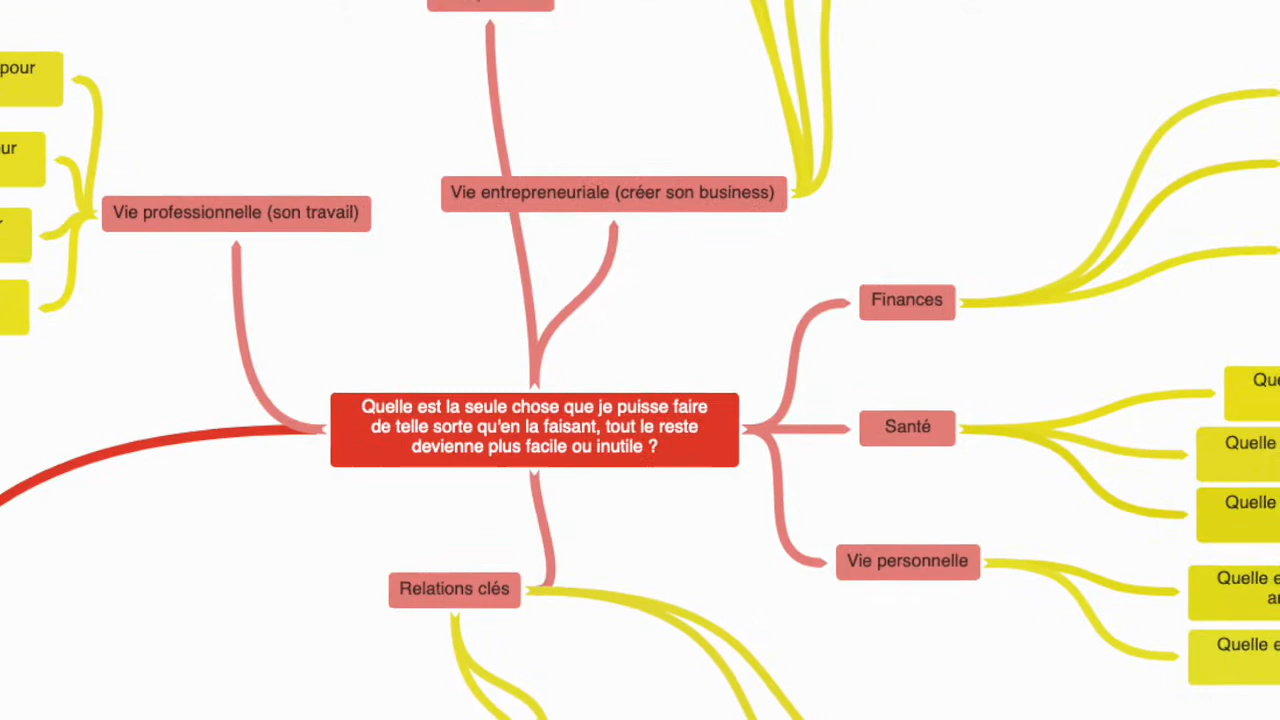 pour
Vie entrepreneuriale (créer son business)
Vie professionnelle (son travail)
Finances
Quelle est la seule chose que je puisse faire
de telle sorte qu'en la faisant, tout le reste
devienne plus facile ou inutile ?
Santé
Quelle
Quelle
Vie personnelle
Relations clés
Quelle e
Quelle e